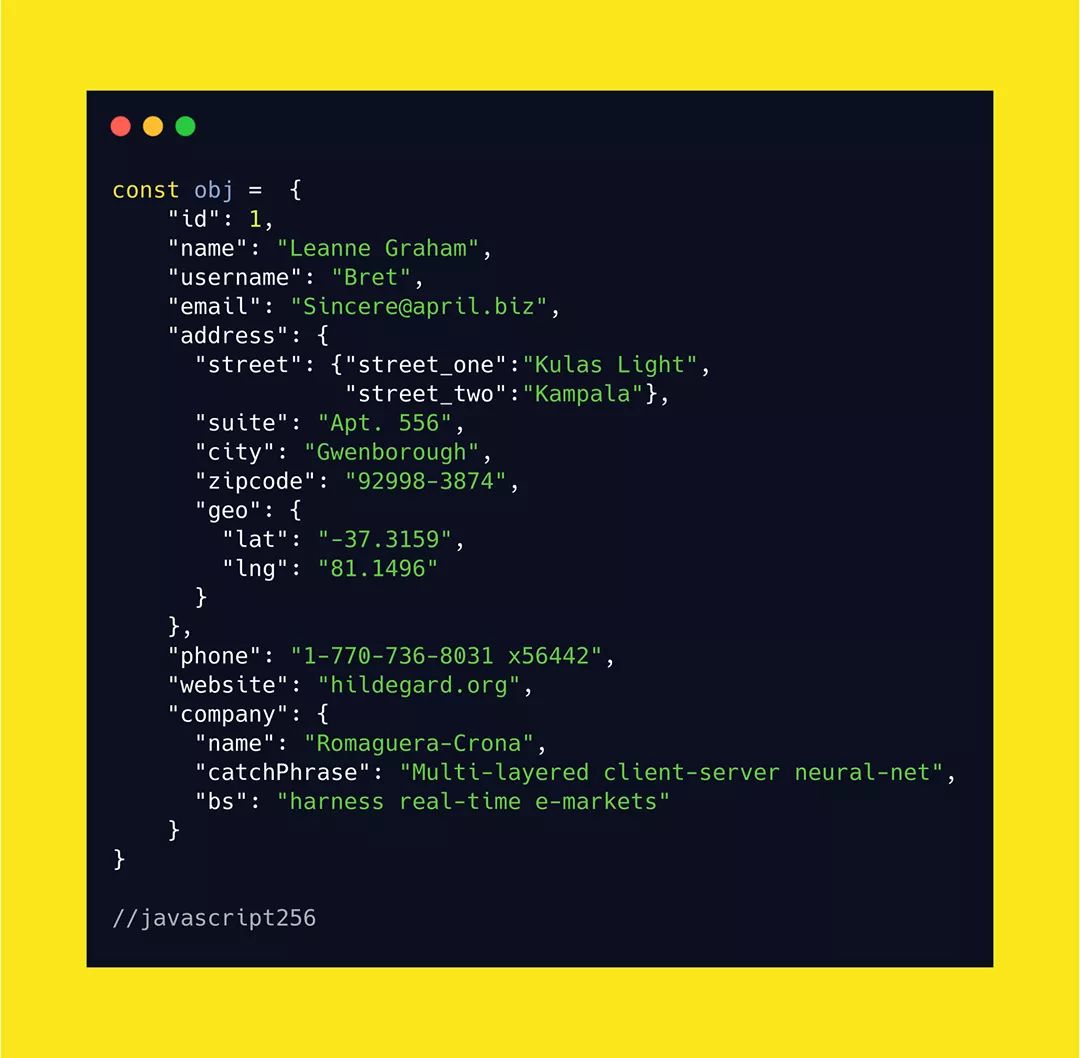 const obj =  {
    "id": 1,
    "name": "Leanne Graham",
    "username": "Bret",
    "email": "Sincere@april.biz",
    "address": {
      "street": {"street_one":"Kulas Light",
                 "street_two":"Kampala"},
      "suite": "Apt. 556",
      "city": "Gwenborough",
      "zipcode": "92998-3874",
      "geo": {
        "lat": "-37.3159",
        "lng": "81.1496"
      }
    },
    "phone": "1-770-736-8031 x56442",
    "website": "hildegard.org",
    "company": {
      "name": "Romaguera-Crona",
      "catchPhrase": "Multi-layered client-server neural-net",
      "bs": "harness real-time e-markets"
    }
}
//javascript256